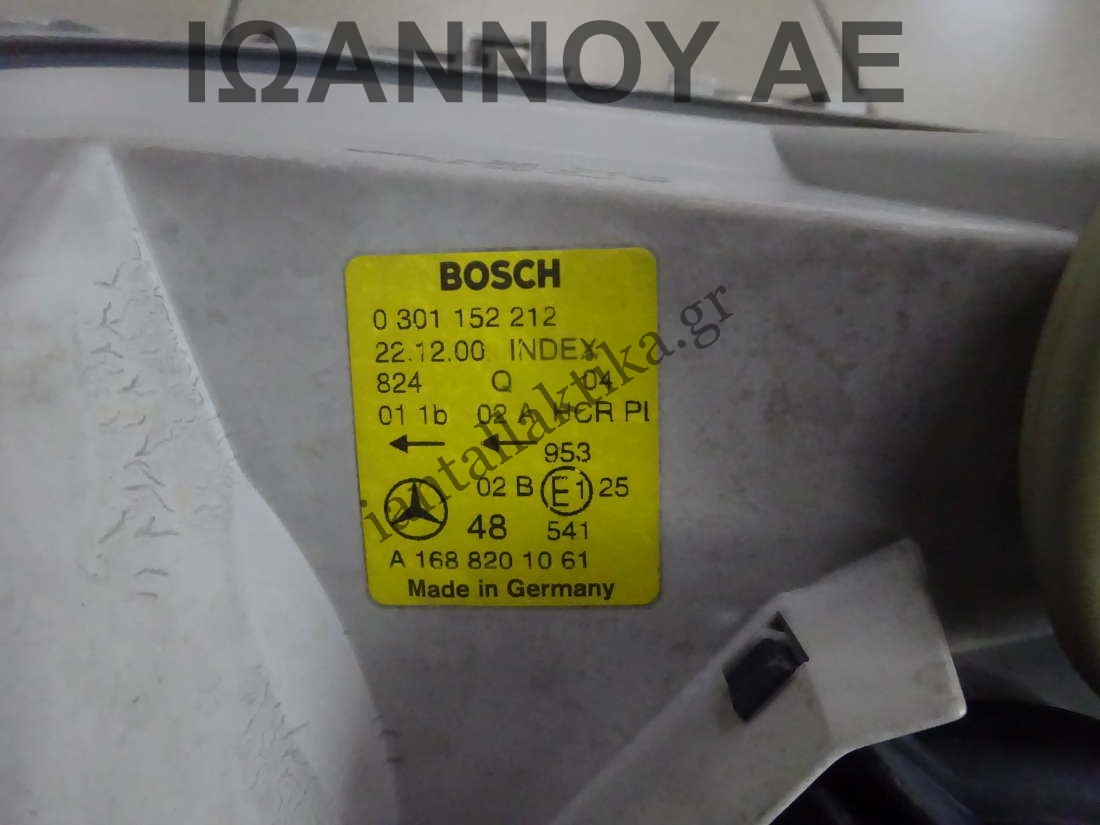 ΙΩΑΝΝΟΥ ΑΕ
BOSCH
0 301 152 212
22.12.00 INDEX
824 Q 04
01 1b 02 A HCR Pl
953
02 B E1 25
48 541
A 168 820 10 61
Made in Germany
iantallaktika.gr